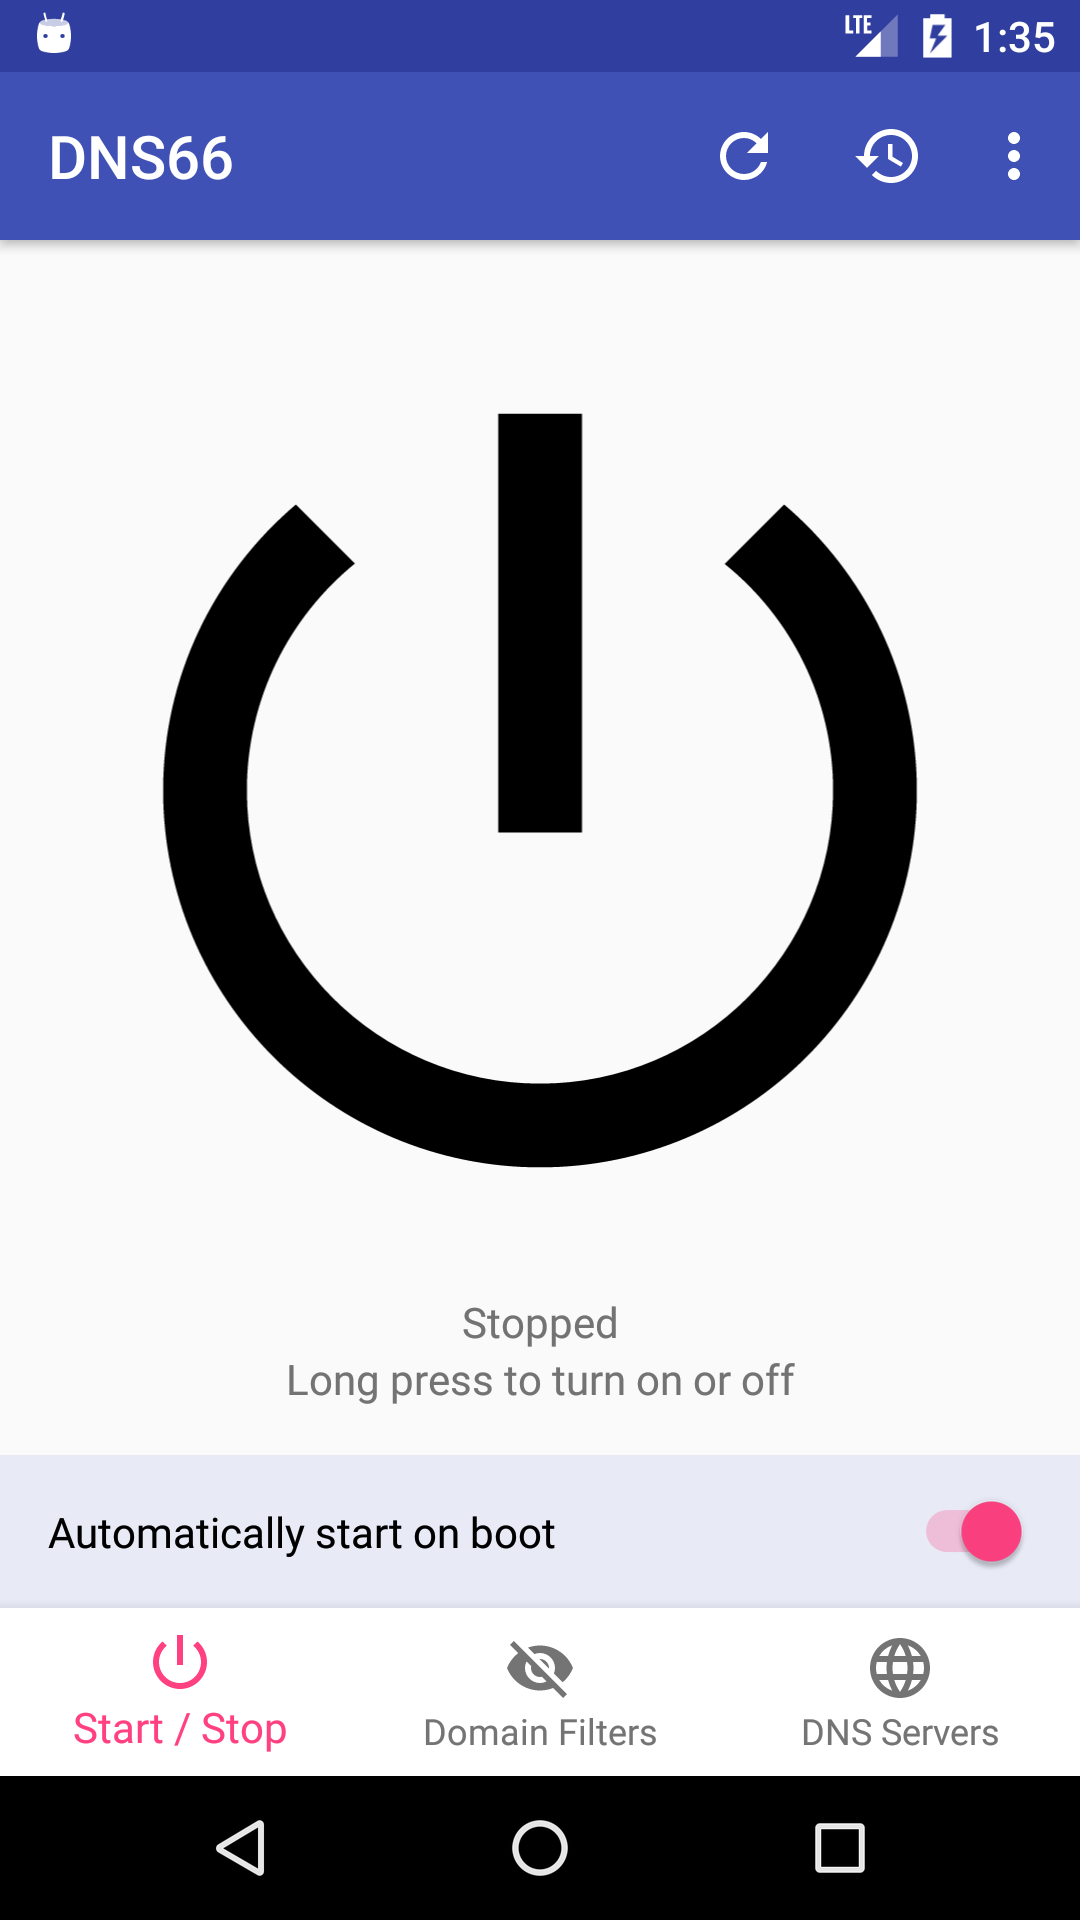 LTE 1:35
DNS66
Stopped
Long press to turn on or off
Automatically start on boot
Start / Stop
Domain Filters
DNS Servers